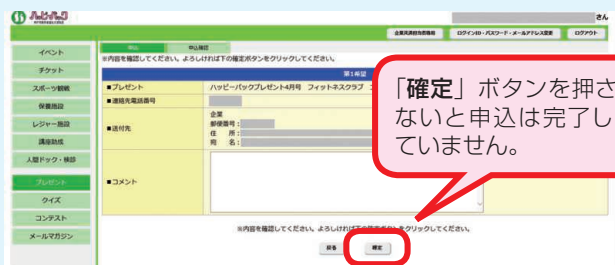 ハッピーパック
さん
企業共済担当者情報 ログインID・パスワード・メールアドレス変更 ログアウト
イベント
チケット
スポーツ観戦
保養施設
レジャー施設
講座助成
人間ドック・検診
プレゼント
クイズ
コンテスト
メールマガジン
申込 申込確認
※内容を確認してください。よろしければ下の確定ボタンをクリックしてください。
第1希望
■プレゼント ハッピーパックプレゼント4月号 フィットネスクラブ
■連絡先電話番号
■送付先
企業
郵便番号：
住 所：
宛 名：
■コメント
「確定」ボタンを押さ
ないと申込は完了し
ていません。
※内容を確認してください。よろしければ下の確定ボタンをクリックしてください。
戻る 確定